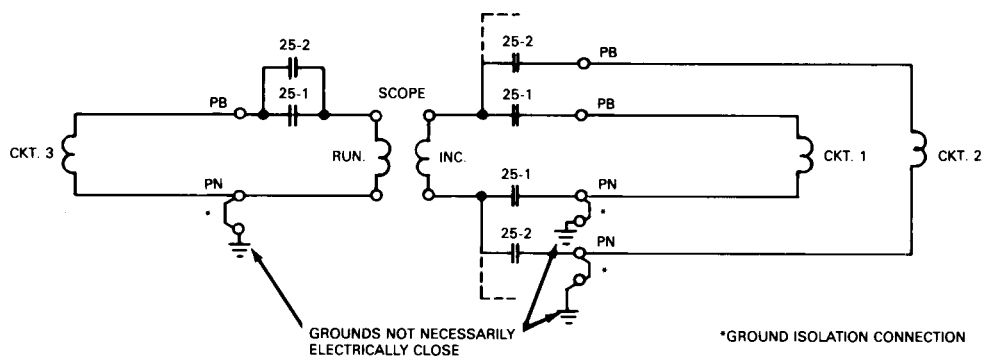 25-2
25-2
PB
25-1
25-1
PB
PB
SCOPE
CKT. 3
RUN.
INC.
CKT. 1
CKT. 2
PN
25-1
PN
*
*
25-2
PN
*
GROUNDS NOT NECESSARILY
ELECTRICALLY CLOSE
*GROUND ISOLATION CONNECTION